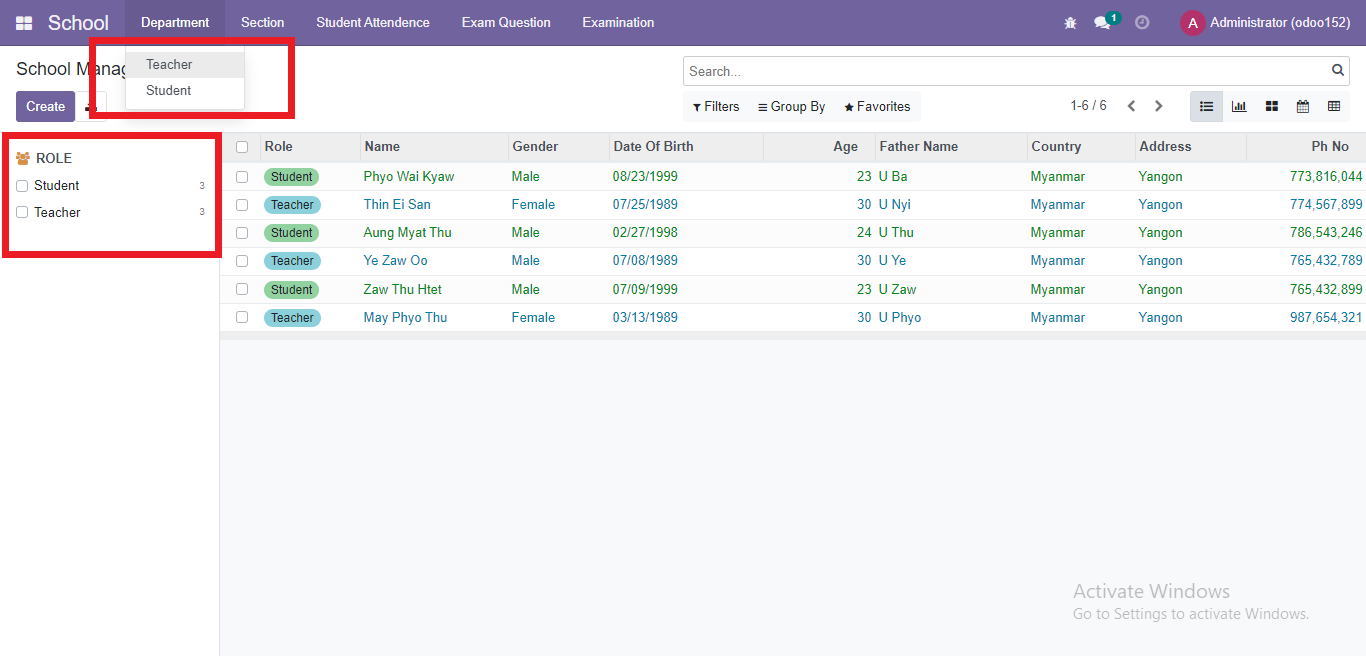 School Department Section Student Attendence Exam Question Examination 1 A Administrator (odoo152)
Teacher
Student
School Manag
Search...
Create
Filters Group By Favorites 1-6 / 6
ROLE
Student 3
Teacher 3
Role Name Gender Date Of Birth Age Father Name Country Address Ph No
Student Phyo Wai Kyaw Male 08/23/1999 23 U Ba Myanmar Yangon 773,816,044
Teacher Thin Ei San Female 07/25/1989 30 U Nyi Myanmar Yangon 774,567,899
Student Aung Myat Thu Male 02/27/1998 24 U Thu Myanmar Yangon 786,543,246
Teacher Ye Zaw Oo Male 07/08/1989 30 U Ye Myanmar Yangon 765,432,789
Student Zaw Thu Htet Male 07/09/1999 23 U Zaw Myanmar Yangon 765,432,899
Teacher May Phyo Thu Female 03/13/1989 30 U Phyo Myanmar Yangon 987,654,321
Activate Windows
Go to Settings to activate Windows.